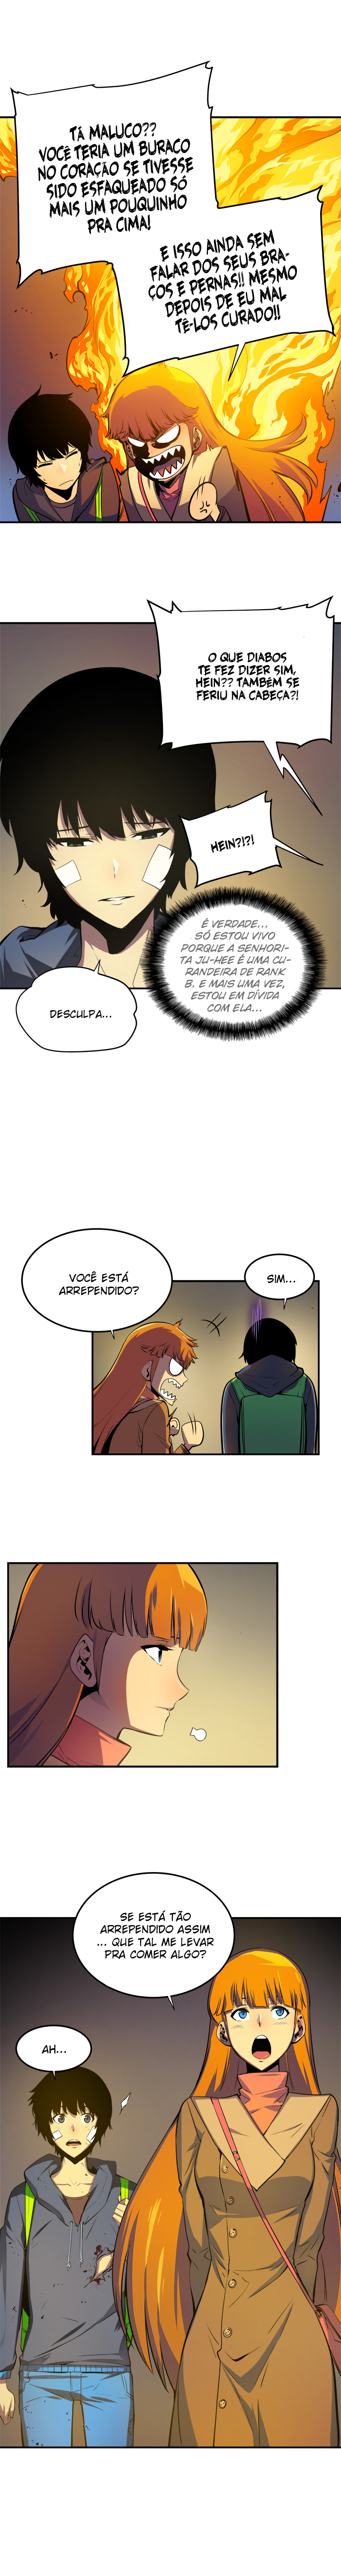 TÁ MALUCO??
VOCÊ TERIA UM BURACO
NO CORAÇÃO SE TIVESSE
SIDO ESFAQUEADO SÓ
MAIS UM POUQUINHO
PRA CIMA!
E ISSO AINDA SEM
FALAR DOS SEUS BRA-
ÇOS E PERNAS!! MESMO
DEPOIS DE EU MAL
TÊ-LOS CURADO!!
O QUE DIABOS
TE FEZ DIZER SIM,
HEIN?? TAMBÉM SE
FERIU NA CABEÇA?!
HEIN?!?!
É VERDADE...
SÓ ESTOU VIVO
PORQUE A SENHORI-
TA JU-HEE É UMA CU-
RANDEIRA DE RANK
B. E MAIS UMA VEZ,
ESTOU EM DÍVIDA
COM ELA...
DESCULPA...
VOCÊ ESTÁ
ARREPENDIDO?
SIM...
SE ESTÁ TÃO
ARREPENDIDO ASSIM
... QUE TAL ME LEVAR
PRA COMER ALGO?
AH...